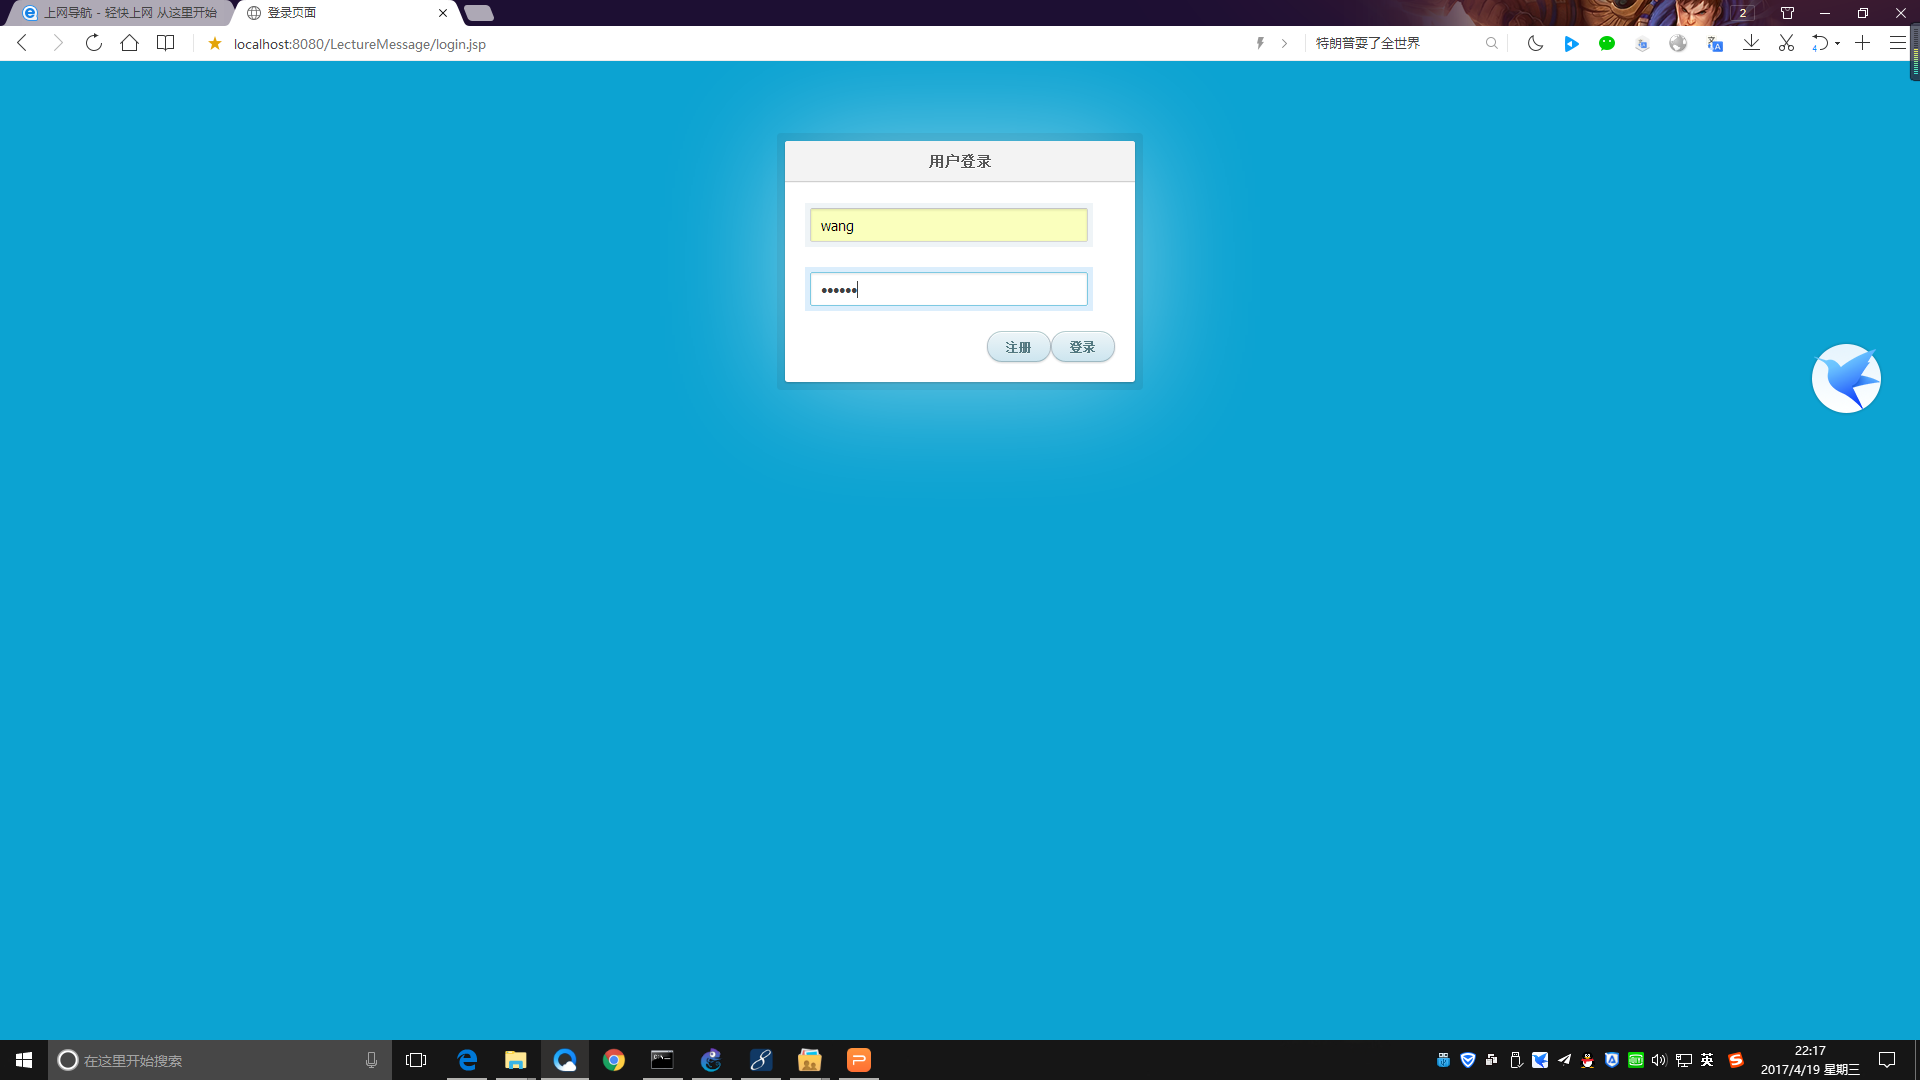 上网导航 - 轻快上网 从这里开始
登录页面
2
localhost:8080/LectureMessage/login.jsp
特朗普耍了全世界
4
用户登录
wang
••••••
注册
登录
在这里开始搜索
英
22:17
2017/4/19 星期三